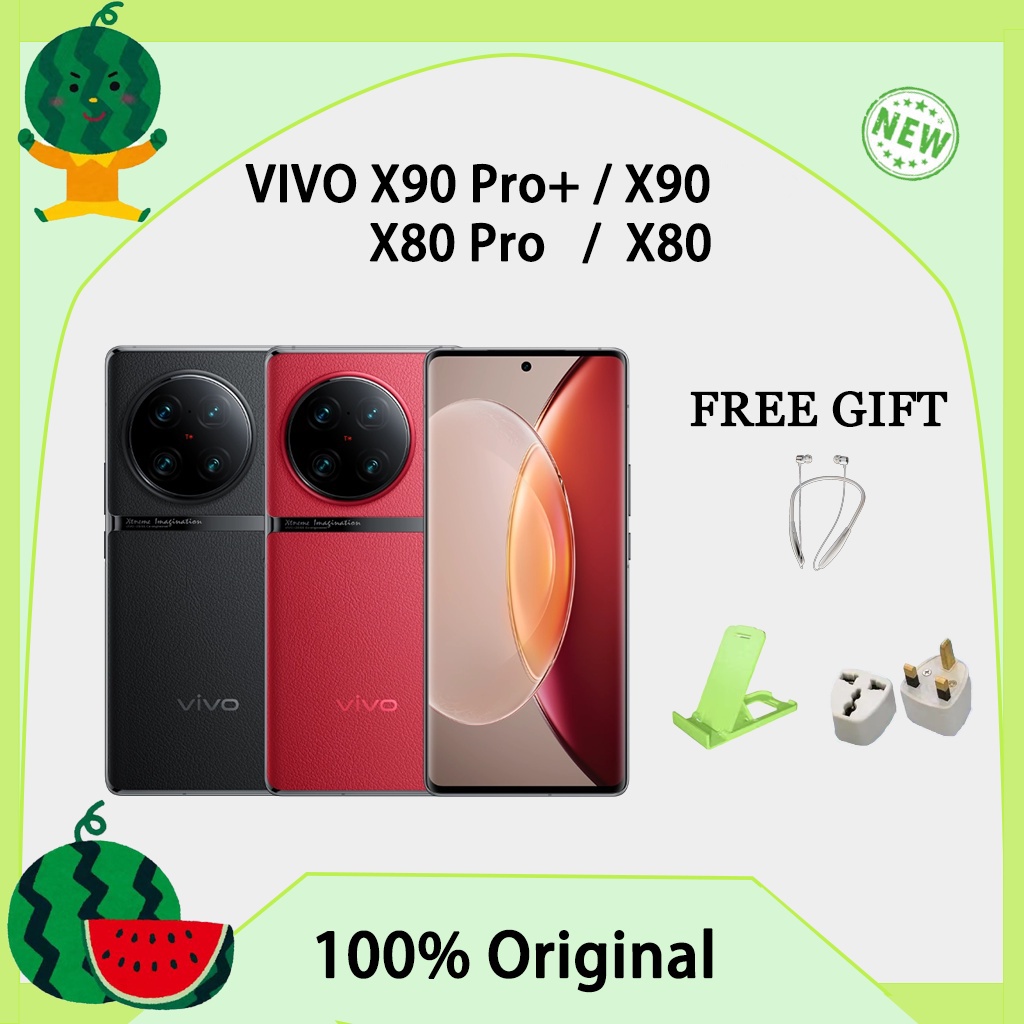 NEW
VIVO X90 Pro+ / X90
X80 Pro / X80
FREE GIFT
Xtreme Imagination
Xtreme Imagination
vivo
vivo
100% Original